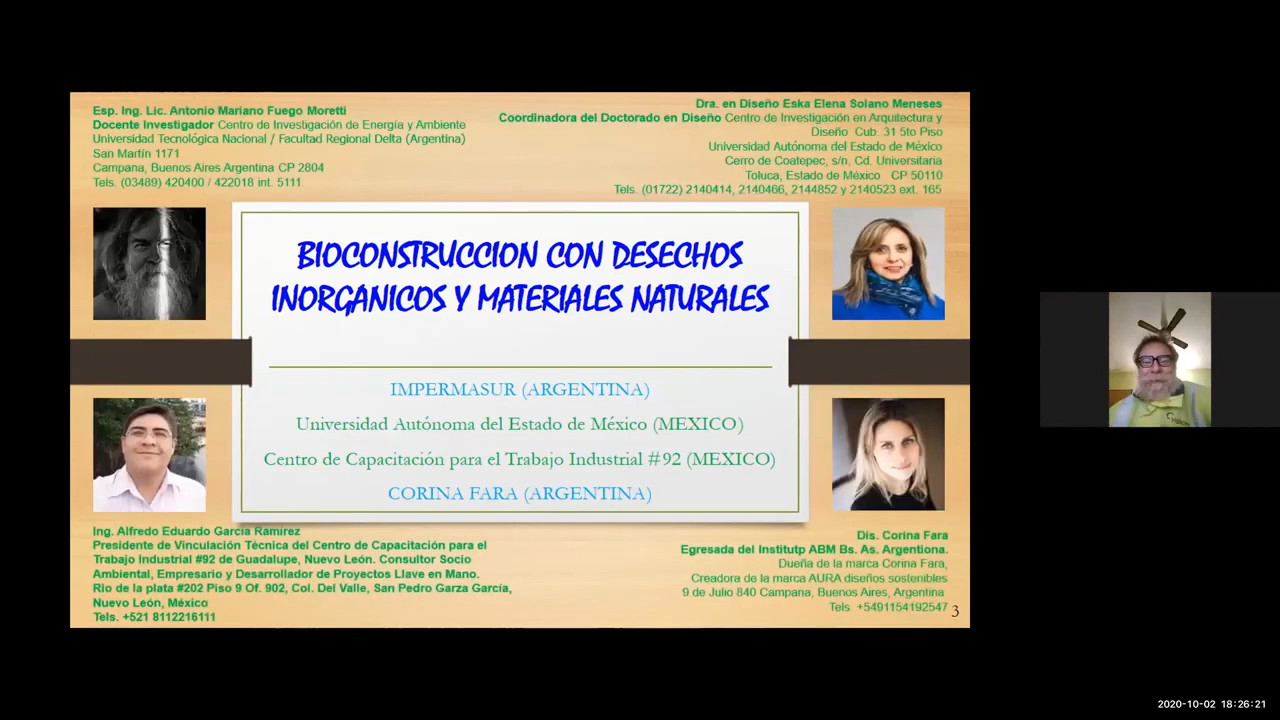 Esp. Ing. Lic. Antonio Mariano Fuego Moretti
Docente Investigador Centro de Investigación de Energía y Ambiente
Universidad Tecnológica Nacional / Facultad Regional Delta (Argentina)
San Martín 1171
Campana, Buenos Aires Argentina CP 2804
Tels. (03489) 420400 / 422018 int. 5111
Dra. en Diseño Eska Elena Solano Meneses
Coordinadora del Doctorado en Diseño Centro de Investigación en Arquitectura y
Diseño Cub. 31 5to Piso
Universidad Autónoma del Estado de México
Cerro de Coatepec, s/n, Cd. Universitaria
Toluca, Estado de México CP 50110
Tels. (01722) 2140414, 2140466, 2144852 y 2140523 ext. 165
BIOCONSTRUCCION CON DESECHOS
INORGANICOS Y MATERIALES NATURALES
IMPERMASUR (ARGENTINA)
Universidad Autónoma del Estado de México (MEXICO)
Centro de Capacitación para el Trabajo Industrial #92 (MEXICO)
CORINA FARA (ARGENTINA)
Ing. Alfredo Eduardo García Ramírez
Presidente de Vinculación Técnica del Centro de Capacitación para el
Trabajo Industrial #92 de Guadalupe, Nuevo León. Consultor Socio
Ambiental, Empresario y Desarrollador de Proyectos Llave en Mano.
Rio de la plata #202 Piso 9 Of. 902, Col. Del Valle, San Pedro Garza García,
Nuevo León, México
Tels. +521 8112216111
Dis. Corina Fara
Egresada del Institutp ABM Bs. As. Argentiona.
Dueña de la marca Corina Fara,
Creadora de la marca AURA diseños sostenibles
9 de Julio 840 Campana, Buenos Aires, Argentina
Tels +5491154192547
3
2020-10-02 18:26:21